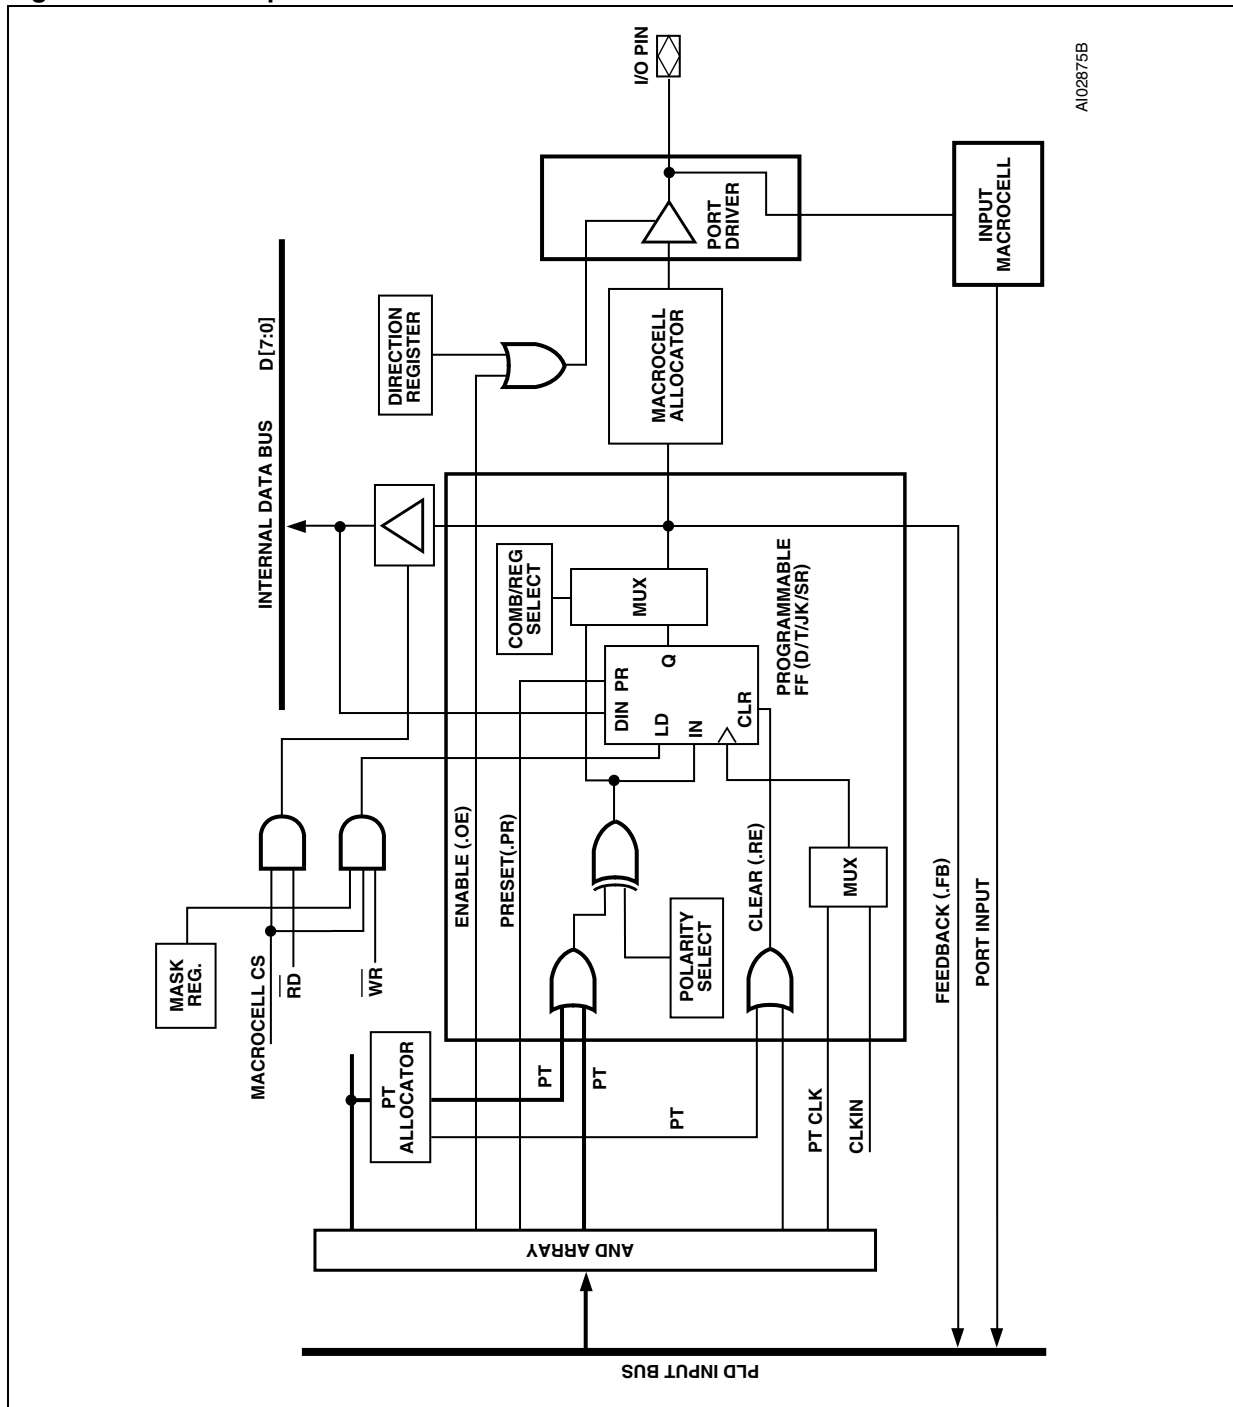 MASK
REG.
MACROCELL CS
RD
WR
INTERNAL DATA BUS D[7:0]
DIRECTION
REGISTER
PT
ALLOCATOR
ENABLE (.OE)
PRESET(.PR)
COMB/REG
SELECT
PT
PT
PT
POLARITY
SELECT
DIN PR
LD
IN
Q
CLR
MUX
PROGRAMMABLE
FF (D/T/JK/SR)
CLEAR (.RE)
MUX
PT CLK
CLKIN
MACROCELL
ALLOCATOR
PORT
DRIVER
I/O PIN
INPUT
MACROCELL
FEEDBACK (.FB)
PORT INPUT
AND ARRAY
PLD INPUT BUS
AI02875B